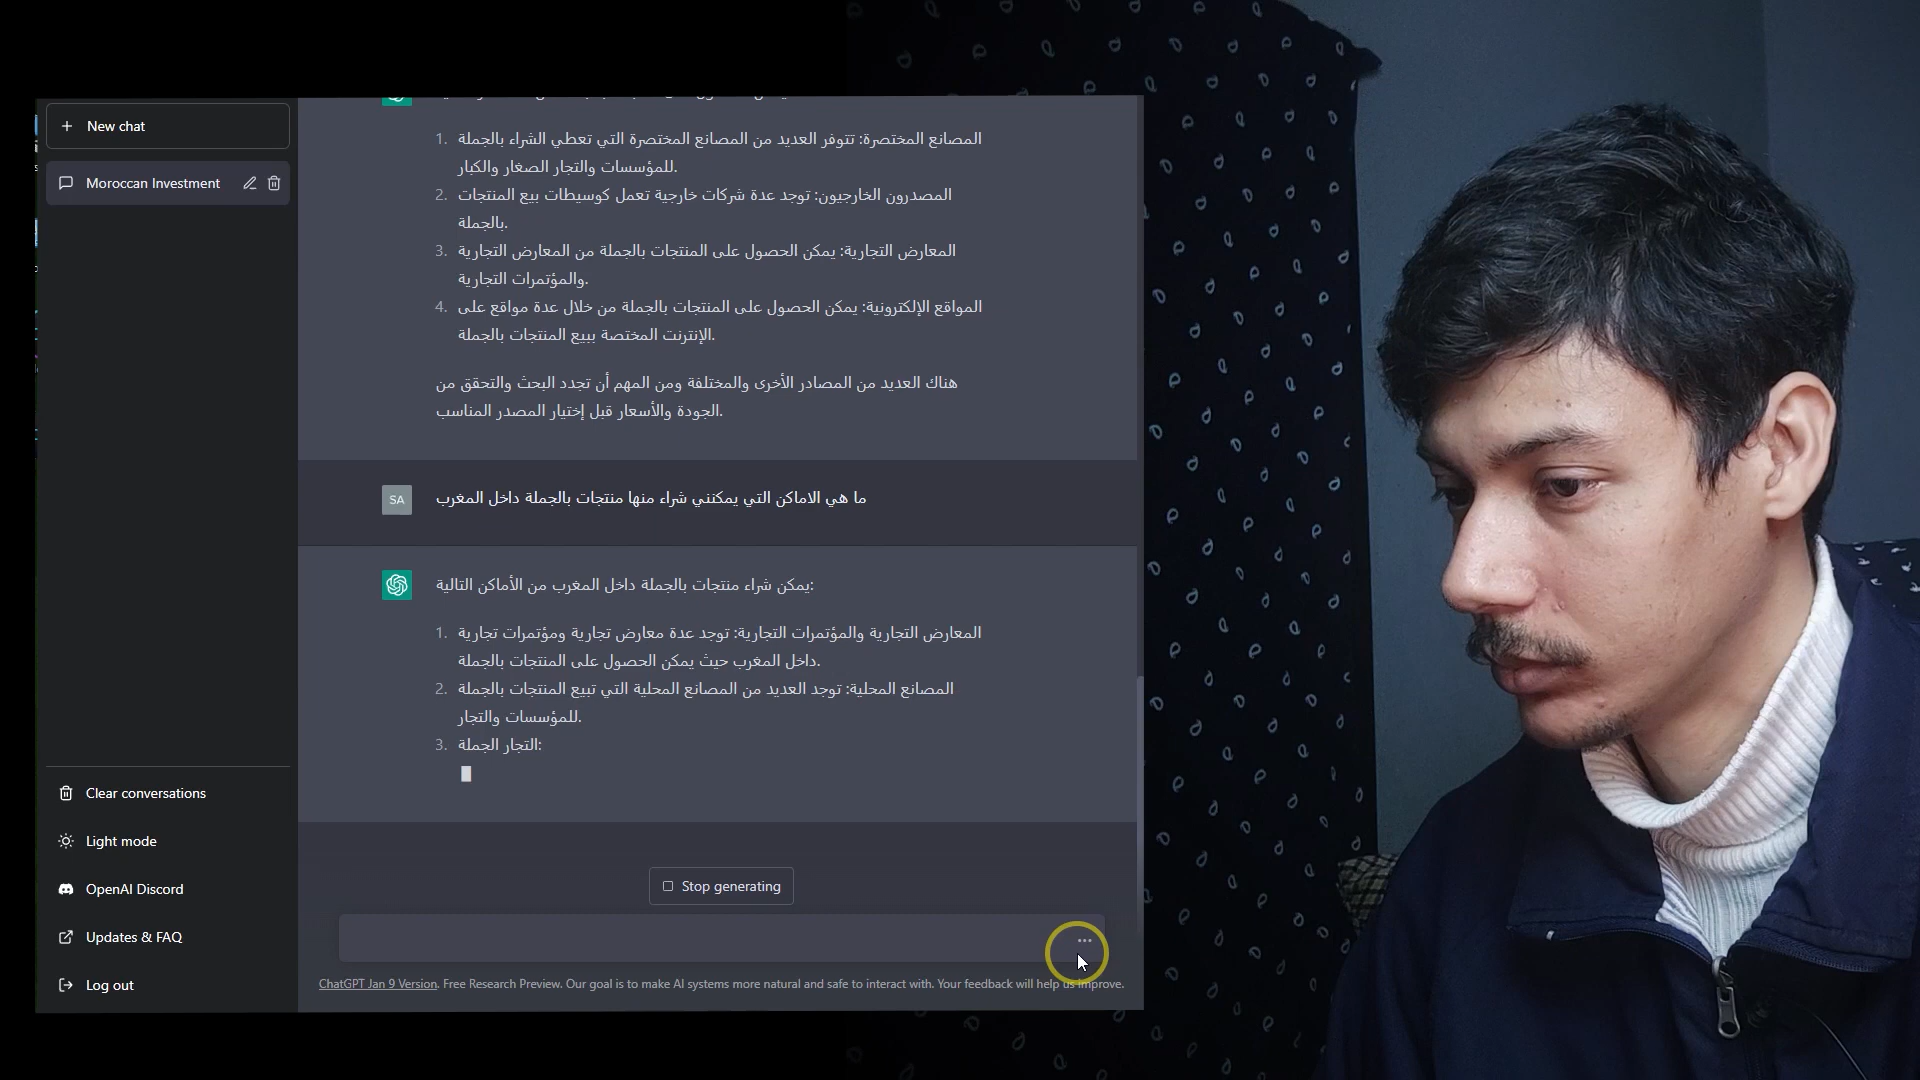 New chat
Moroccan Investment
1. المصانع المختصرة: تتوفر العديد من المصانع المختصرة التي تعطي الشراء بالجملة
للمؤسسات والتجار الصغار والكبار.
2. المصدرون الخارجيون: توجد عدة شركات خارجية تعمل كوسيطات بيع المنتجات
بالجملة.
3. المعارض التجارية: يمكن الحصول على المنتجات بالجملة من المعارض التجارية
والمؤتمرات التجارية.
4. المواقع الإلكترونية: يمكن الحصول على المنتجات بالجملة من خلال عدة مواقع على
الإنترنت المختصة ببيع المنتجات بالجملة.
هناك العديد من المصادر الأخرى والمختلفة ومن المهم أن تجدد البحث والتحقق من
الجودة والأسعار قبل إختيار المصدر المناسب.
SA
ما هي الاماكن التي يمكنني شراء منها منتجات بالجملة داخل المغرب
يمكن شراء منتجات بالجملة داخل المغرب من الأماكن التالية:
1. المعارض التجارية والمؤتمرات التجارية: توجد عدة معارض تجارية ومؤتمرات تجارية
داخل المغرب حيث يمكن الحصول على المنتجات بالجملة.
2. المصانع المحلية: توجد العديد من المصانع المحلية التي تبيع المنتجات بالجملة
للمؤسسات والتجار.
3. التجار الجملة:
Clear conversations
Light mode
OpenAI Discord
Updates & FAQ
Log out
Stop generating
ChatGPT Jan 9 Version. Free Research Preview. Our goal is to make AI systems more natural and safe to interact with. Your feedback will help us improve.